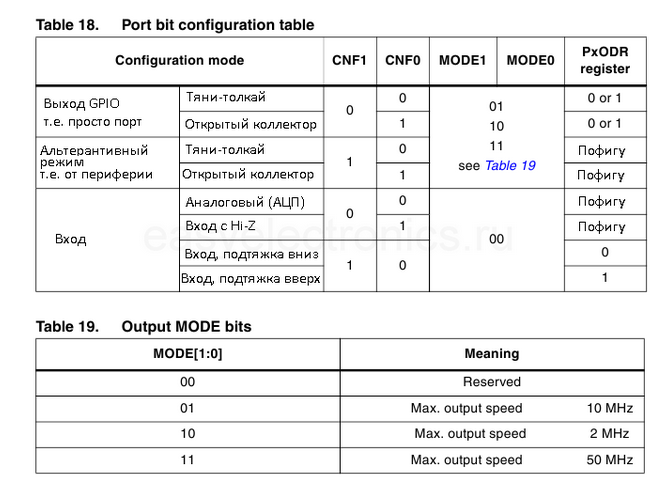 Table 18. Port bit configuration table
Configuration mode CNF1 CNF0 MODE1 MODE0 PxODR register
Выход GPIO
т.е. просто порт
Тяни-толкай 0 0 0 or 1
Открытый коллектор 1 0 or 1
01
10
11
see Table 19
Альтерантивный
режим
т.е. от периферии
Тяни-толкай 1 0 Пофигу
Открытый коллектор 1 Пофигу
Вход
Аналоговый (АЦП) 0 0 Пофигу
Вход с Hi-Z 1 Пофигу
00
Вход, подтяжка вниз 1 0 0
Вход, подтяжка вверх 1
easyelectronics.ru
Table 19. Output MODE bits
MODE[1:0] Meaning
00 Reserved
01 Max. output speed 10 MHz
10 Max. output speed 2 MHz
11 Max. output speed 50 MHz